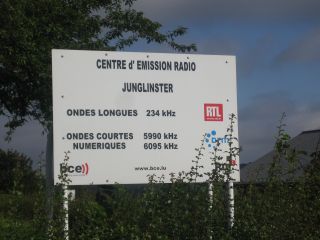 CENTRE d' EMISSION RADIO
JUNGLINSTER
ONDES LONGUES 234 kHz
RTL
ONDES COURTES 5990 kHz
NUMERIQUES 6095 kHz
bce))
www.bce.lu